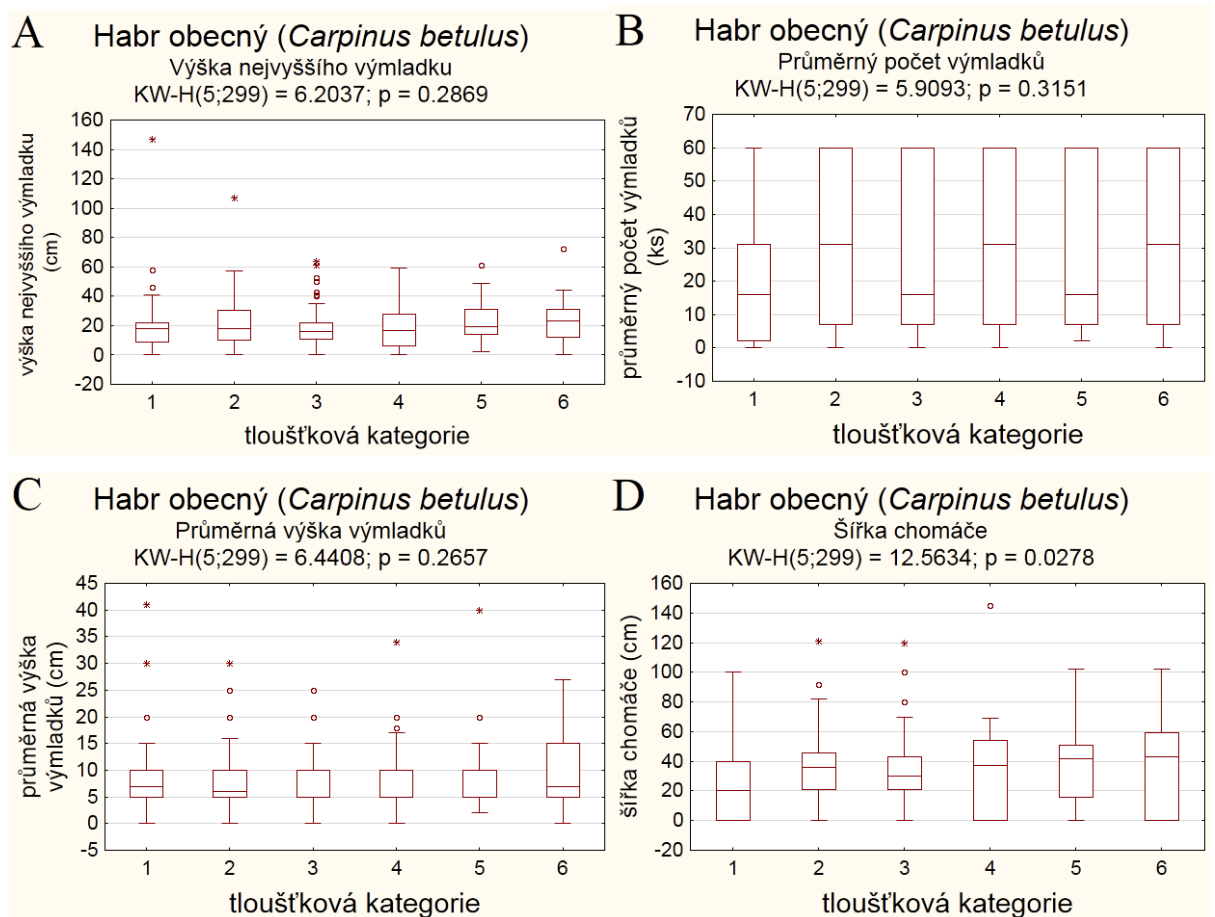 A
Habr obecný (Carpinus betulus)
Výška nejvyššího výmladku
KW-H(5;299) = 6.2037; p = 0.2869
výška nejvyššího výmladku
(cm)
160
140
120
100
80
60
40
20
0
-20
1 2 3 4 5 6
tloušťková kategorie
B
Habr obecný (Carpinus betulus)
Průměrný počet výmladků
KW-H(5;299) = 5.9093; p = 0.3151
průměrný počet výmladků
(ks)
70
60
50
40
30
20
10
0
-10
1 2 3 4 5 6
tloušťková kategorie
C
Habr obecný (Carpinus betulus)
Průměrná výška výmladků
KW-H(5;299) = 6.4408; p = 0.2657
průměrná výška
výmladků (cm)
45
40
35
30
25
20
15
10
5
0
-5
1 2 3 4 5 6
tloušťková kategorie
D
Habr obecný (Carpinus betulus)
Šířka chomáče
KW-H(5;299) = 12.5634; p = 0.0278
šířka chomáče (cm)
160
140
120
100
80
60
40
20
0
-20
1 2 3 4 5 6
tloušťková kategorie